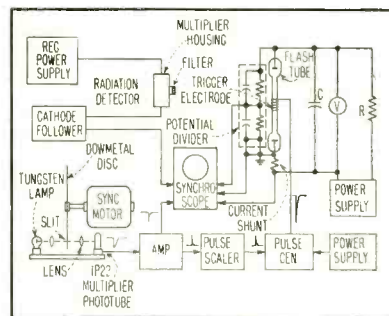 REG
POWER
SUPPLY
MULTIPLIER
HOUSING
FILTER
RADIATION
DETECTOR
TRIGGER
ELECTRODE
FLASH
TUBE
CATHODE
FOLLOWER
POTENTIAL
DIVIDER
C
V
R
DOWMETAL
DISC
TUNGSTEN
LAMP
SYNC
MOTOR
SYNCHRO
SCOPE
POWER
SUPPLY
SLIT
CURRENT
SHUNT
LENS
IP22
MULTIPLIER
PHOTOTUBE
AMP
PULSE
SCALER
PULSE
GEN
POWER
SUPPLY